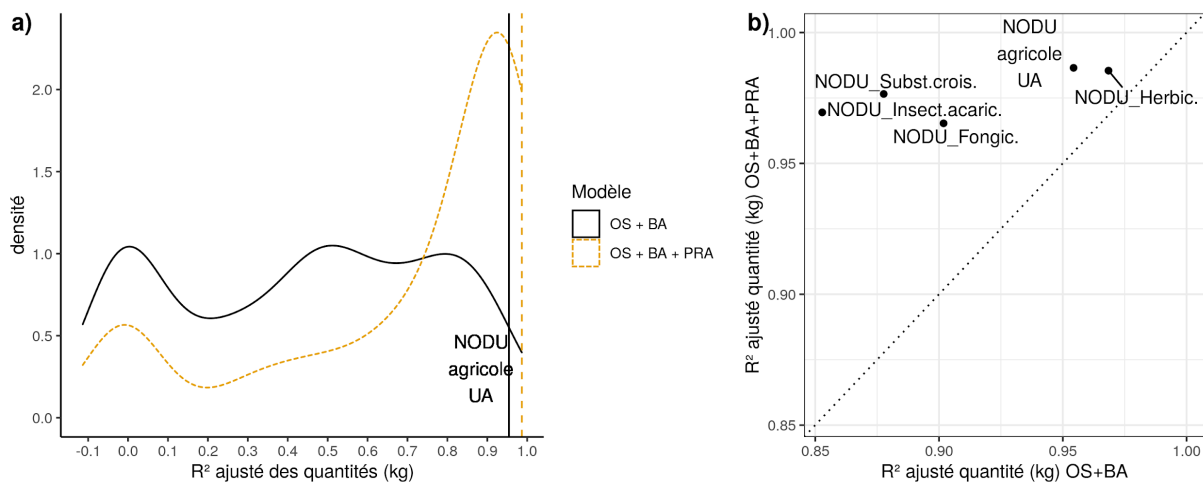 a)
densité
2.0
1.5
1.0
0.5
0.0
NODU
agricole
UA
-0.1 0.0 0.1 0.2 0.3 0.4 0.5 0.6 0.7 0.8 0.9 1.0
R² ajusté des quantités (kg)
Modèle
OS + BA
OS + BA + PRA
b)
R² ajusté quantité (kg) OS+BA+PRA
1.00
0.95
0.90
0.85
NODU
agricole
UA
NODU_Subst.crois.
NODU_Herbic.
NODU_Insect.acaric.
NODU_Fongic.
0.85 0.90 0.95 1.00
R² ajusté quantité (kg) OS+BA